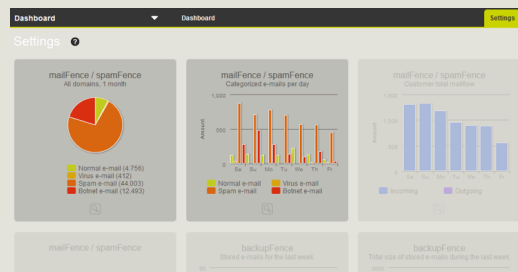 Dashboard
Dashboard
Settings
Settings
mailFence / spamFence
All domains, 1 month
Normal e-mail (4.756)
Virus e-mail (412)
Spam e-mail (44.003)
Botnet e-mail (12.493)
mailFence / spamFence
Categorized e-mails per day
Amount
1.000
500
0
Sa Su Mo Tu We Th Fr
Normal e-mail
Virus e-mail
Spam e-mail
Botnet e-mail
mailFence / spamFence
Customer total mailflow
Amount
500
0
Sa Su Mo Tu We Th Fr
Incoming
Outgoing
mailFence / spamFence
backupFence
Stored e-mails for the last week.
backupFence
Total size of stored e-mails during the last week.